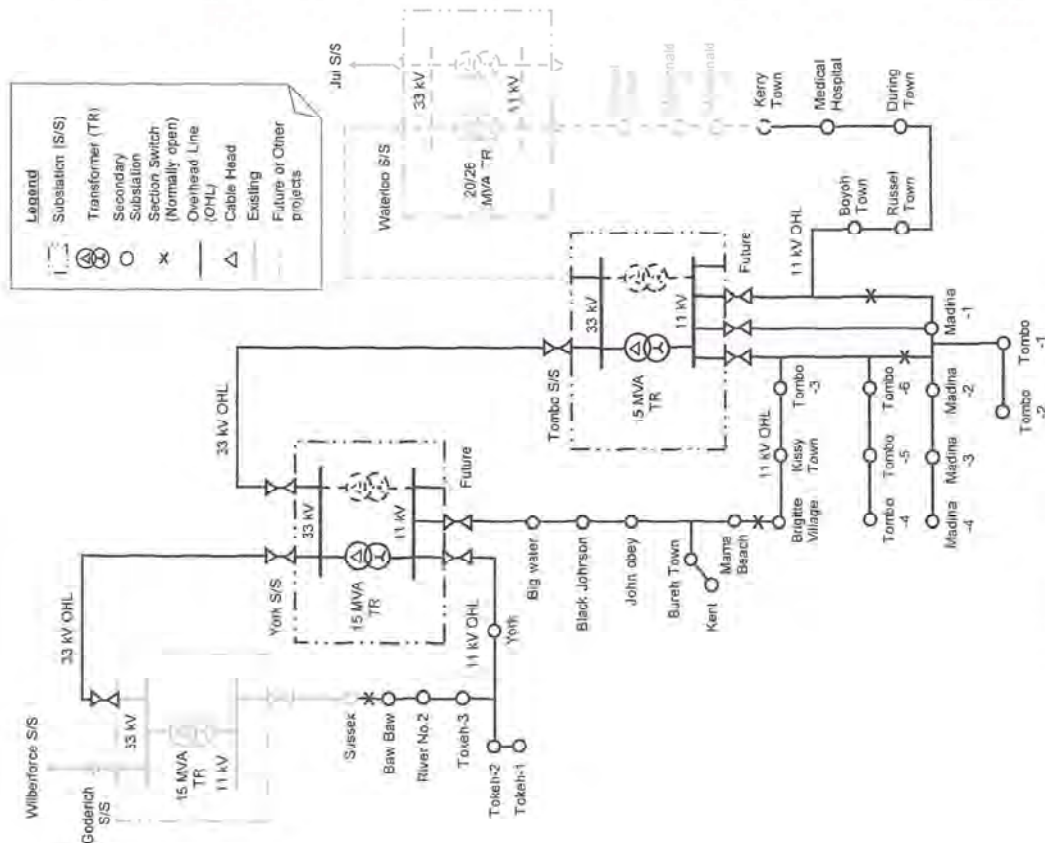 Legend
Substation (S/S)
Transformer (TR)
Secondary
Substation
Section Switch
(Normally open)
Overhead Line
(OHL)
Cable Head
Existing
Future or Other
projects
Wilberforce S/S
Goderich
S/S
33 kV
15 MVA
TR
11 kV
33 kV OHL
Sussex
Baw Baw
River No.2
Tokeh-3
Tokeh-2
Tokeh-1
York
11 kV OHL
York S/S
33 kV
15 MVA
TR
11 kV
Future
33 kV OHL
Big water
Black Johnson
John obey
Bureh Town
Kent
Mama
Beach
Tombo S/S
33 kV
15 MVA
TR
11 kV
Future
11 kV OHL
Brigitte
Village
Kissy
Town
Tombo
-3
Tombo
-4
Tombo
-5
Tombo
-6
Madina
-4
Madina
-3
Madina
-2
Madina
-1
Tombo
-2
Tombo
-1
11 kV OHL
Boyoh
Town
Russel
Town
During
Town
Medical
Hospital
Kerry
Town
Waterloo S/S
Jui S/S
33 kV
20/26
MVA TR
11 kV